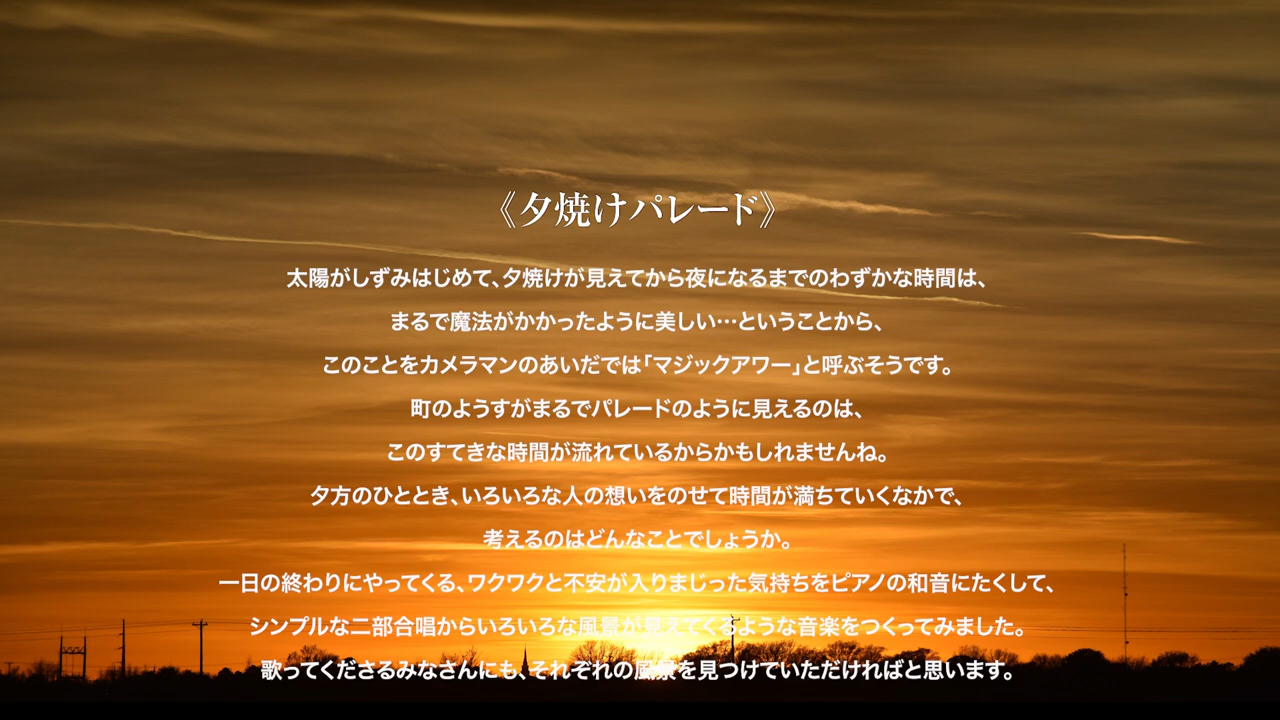 《夕焼けパレード》
太陽がしずみはじめて、夕焼けが見えてから夜になるまでのわずかな時間は、
まるで魔法がかかったように美しい…ということから、
このことをカメラマンのあいだでは「マジックアワー」と呼ぶそうです。
町のようすがまるでパレードのように見えるのは、
このすてきな時間が流れているからかもしれませんね。
夕方のひととき、いろいろな人の想いをのせて時間が満ちていくなかで、
考えるのはどんなことでしょうか。
一日の終わりにやってくる、ワクワクと不安が入りまじった気持ちをピアノの和音にたくして、
シンプルな二部合唱からいろいろな風景が見えてくるような音楽をつくってみました。
歌ってくださるみなさんにも、それぞれの風景を見つけていただければと思います。